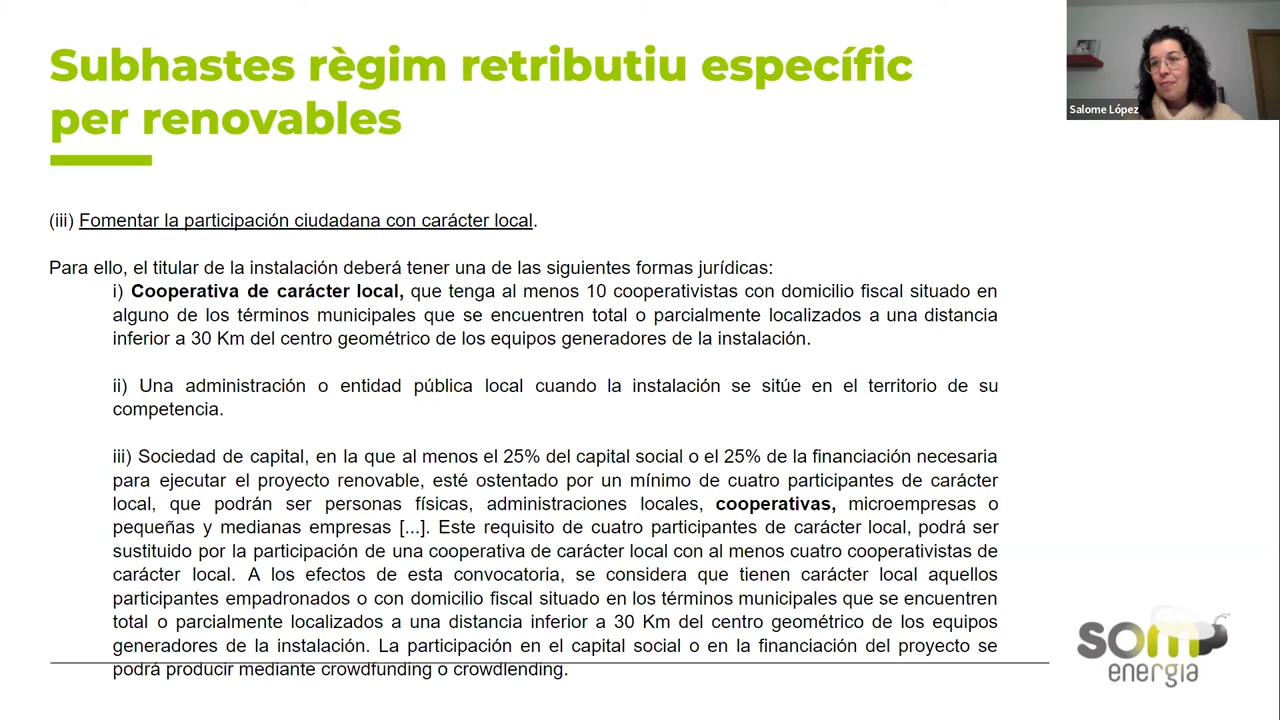 Subhastes règim retributiu específic
per renovables
Salome López
(iii) Fomentar la participación ciudadana con carácter local.
Para ello, el titular de la instalación deberá tener una de las siguientes formas jurídicas:
i) Cooperativa de carácter local, que tenga al menos 10 cooperativistas con domicilio fiscal situado en
alguno de los términos municipales que se encuentren total o parcialmente localizados a una distancia
inferior a 30 Km del centro geométrico de los equipos generadores de la instalación.
ii) Una administración o entidad pública local cuando la instalación se sitúe en el territorio de su
competencia.
iii) Sociedad de capital, en la que al menos el 25% del capital social o el 25% de la financiación necesaria
para ejecutar el proyecto renovable, esté ostentado por un mínimo de cuatro participantes de carácter
local, que podrán ser personas físicas, administraciones locales, cooperativas, microempresas o
pequeñas y medianas empresas [...]. Este requisito de cuatro participantes de carácter local, podrá ser
sustituido por la participación de una cooperativa de carácter local con al menos cuatro cooperativistas de
carácter local. A los efectos de esta convocatoria, se considera que tienen carácter local aquellos
participantes empadronados o con domicilio fiscal situado en los términos municipales que se encuentren
total o parcialmente localizados a una distancia inferior a 30 Km del centro geométrico de los equipos
generadores de la instalación. La participación en el capital social o en la financiación del proyecto se
podrá producir mediante crowdfunding o crowdlending.
som
energia